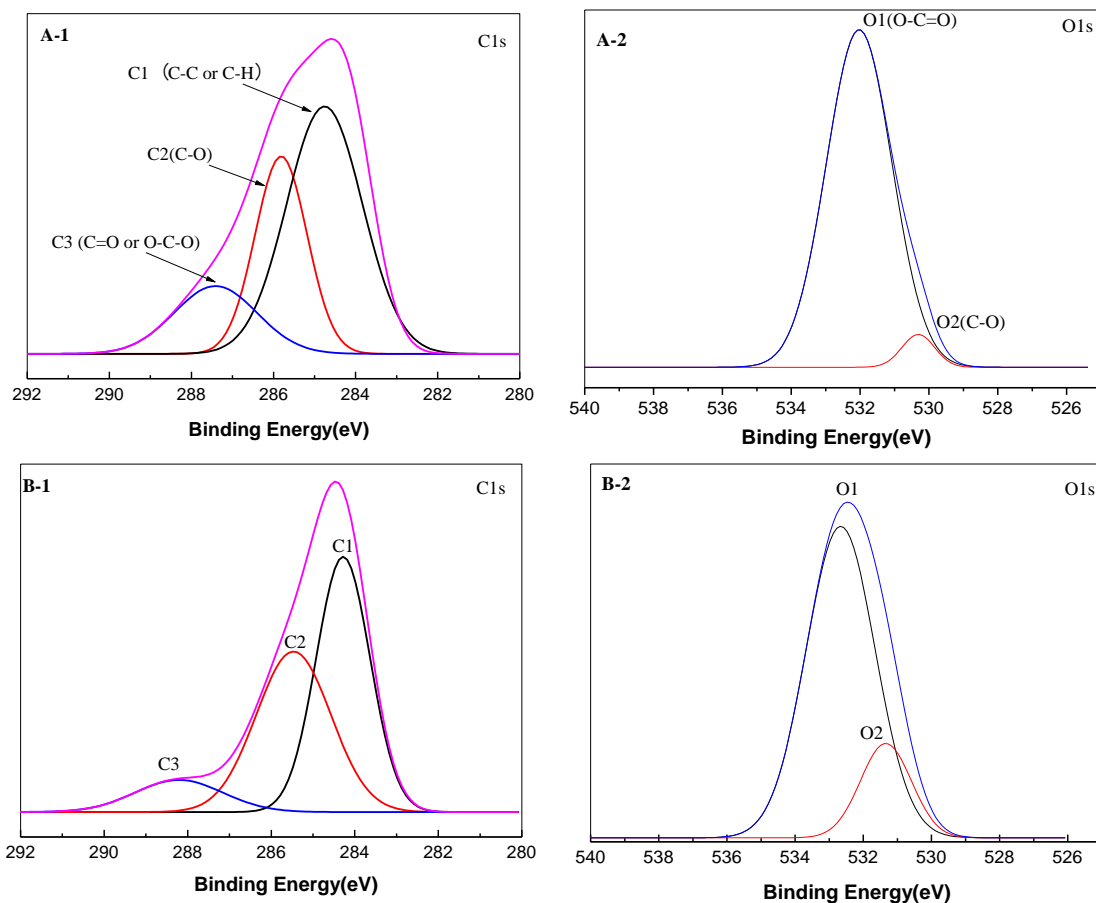 A-1
C1s
C1 （C-C or C-H）
C2(C-O)
C3 (C=O or O-C-O)
292 290 288 286 284 282 280
Binding Energy(eV)
A-2
O1(O-C=O)
O1s
O2(C-O)
540 538 536 534 532 530 528 526
Binding Energy(eV)
B-1
C1s
C1
C2
C3
292 290 288 286 284 282 280
Binding Energy(eV)
B-2
O1
O1s
O2
540 538 536 534 532 530 528 526
Binding Energy(eV)